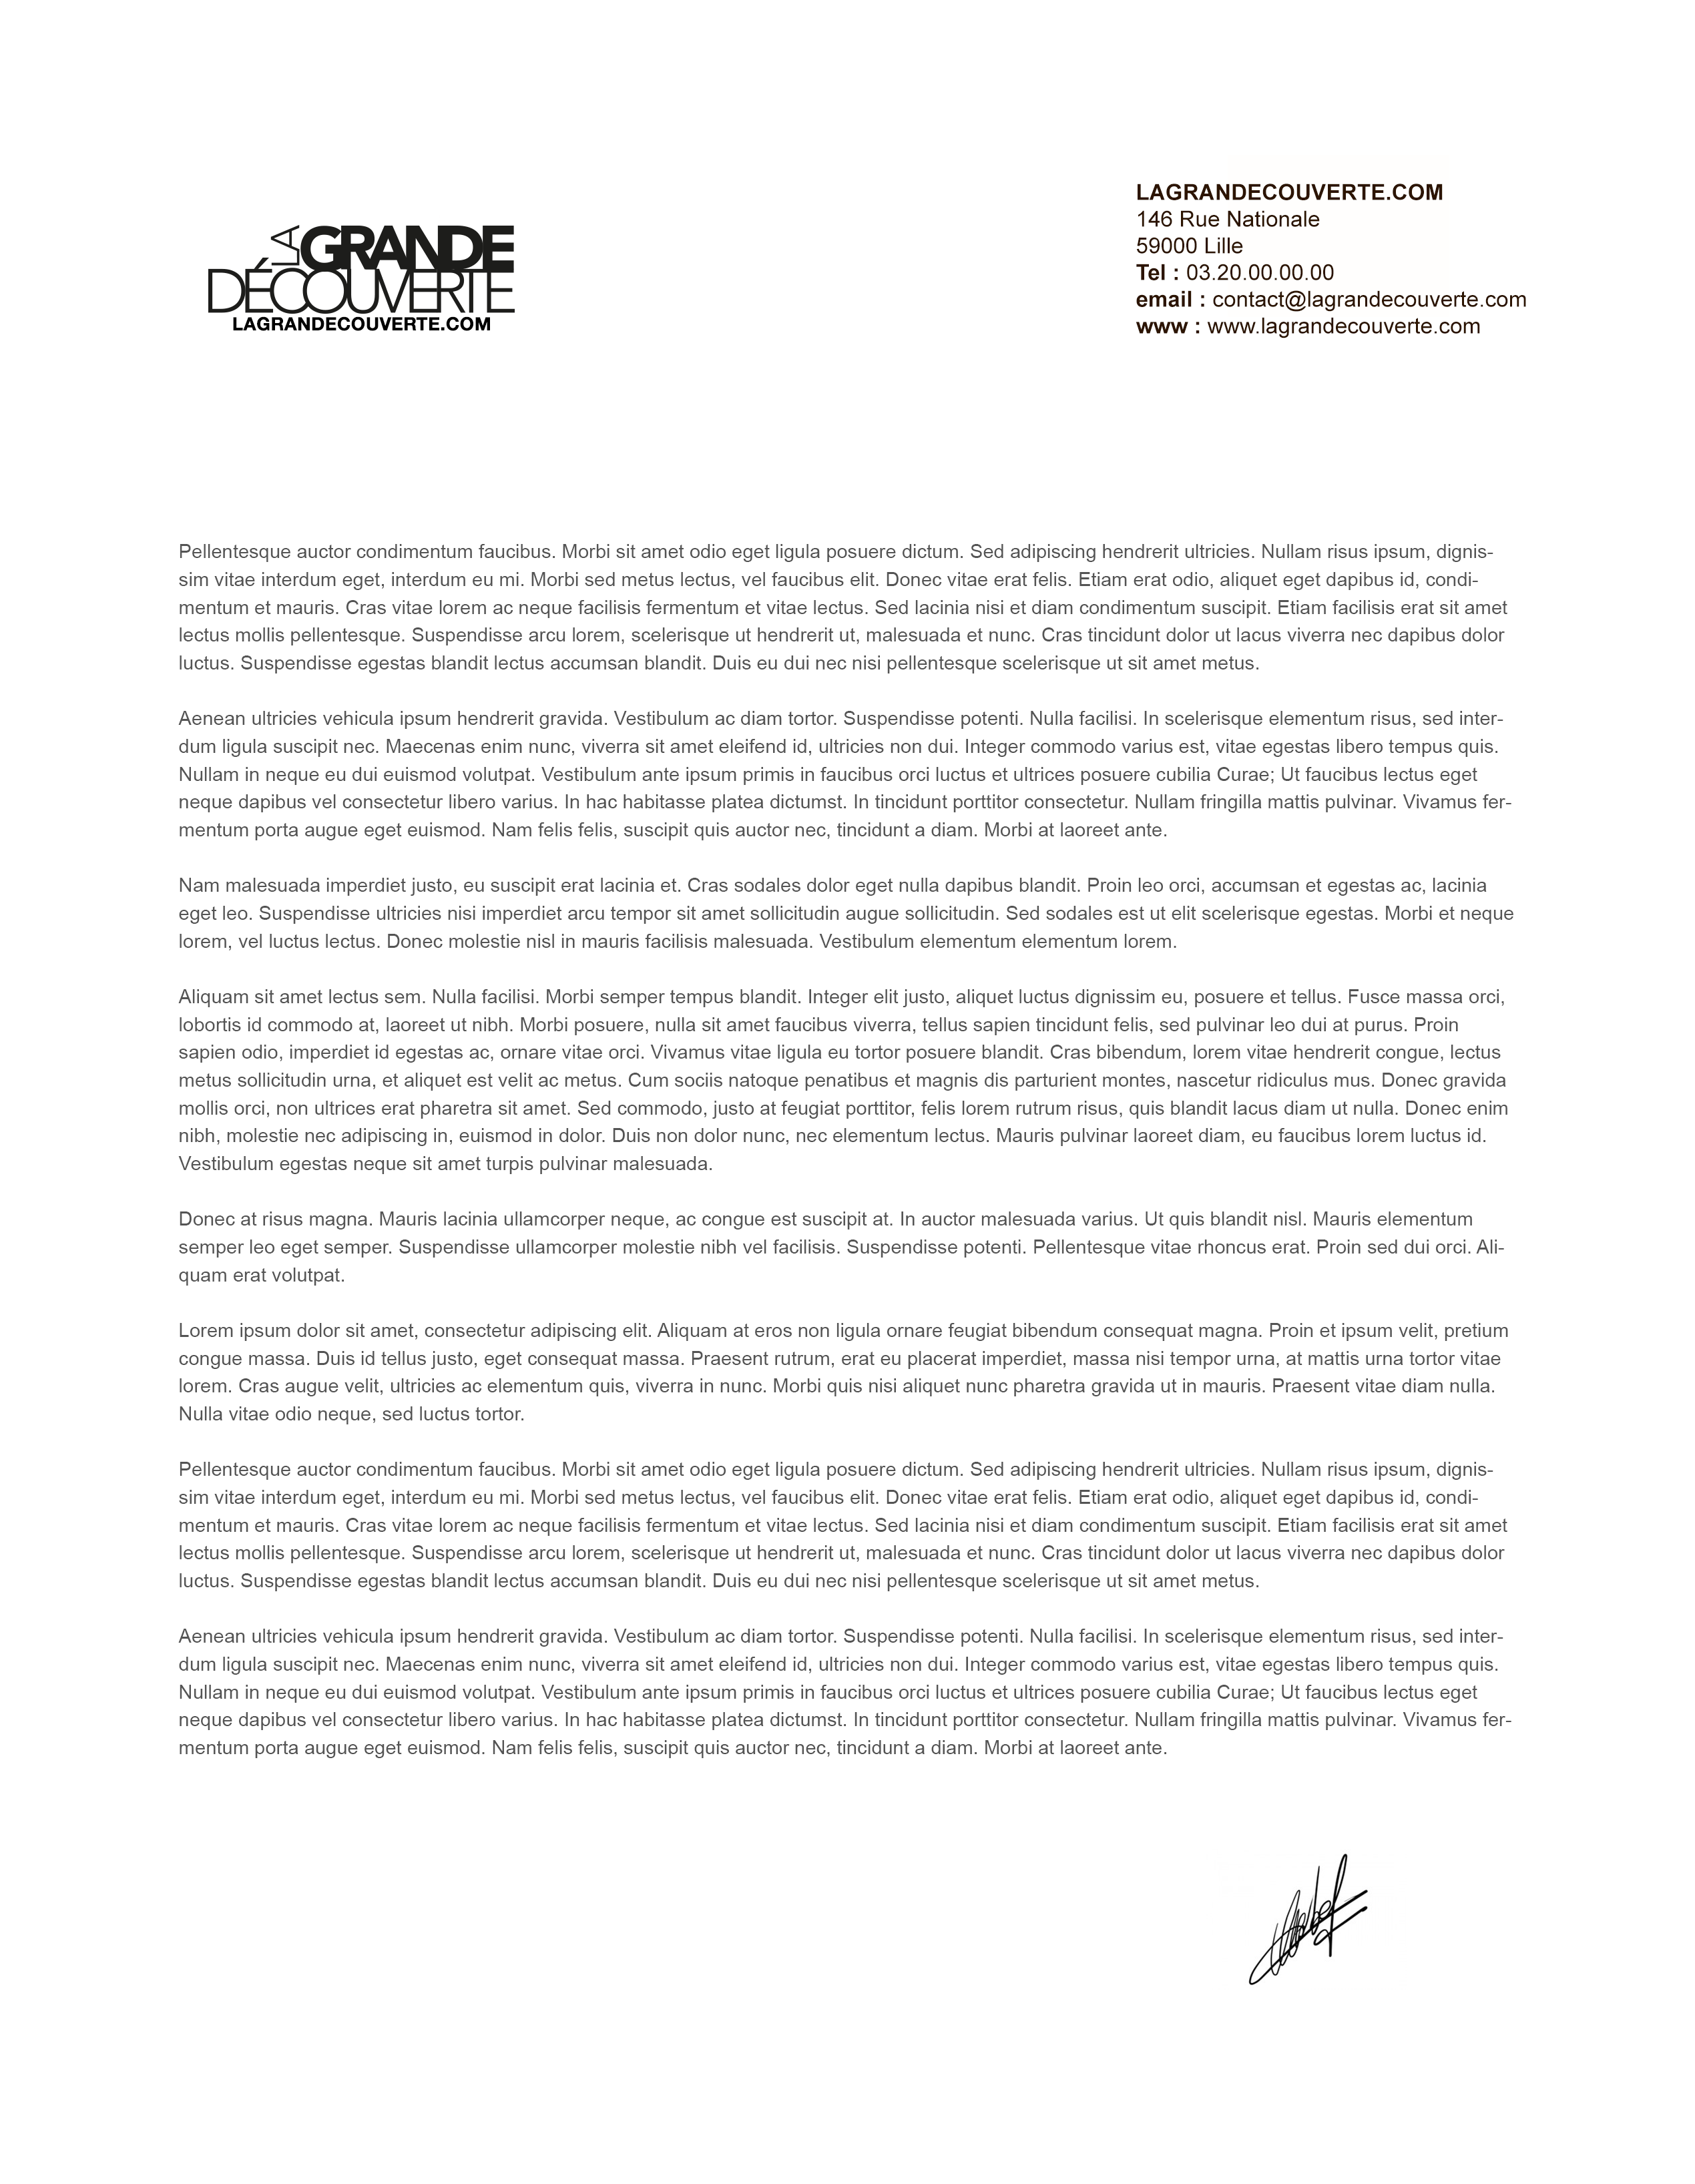 LA GRANDE
DÉCOUVERTE
LAGRANDECOUVERTE.COM
LAGRANDECOUVERTE.COM
146 Rue Nationale
59000 Lille
Tel : 03.20.00.00.00
email : contact@lagrandecouverte.com
www : www.lagrandecouverte.com
Pellentesque auctor condimentum faucibus. Morbi sit amet odio eget ligula posuere dictum. Sed adipiscing hendrerit ultricies. Nullam risus ipsum, dignis-
sim vitae interdum eget, interdum eu mi. Morbi sed metus lectus, vel faucibus elit. Donec vitae erat felis. Etiam erat odio, aliquet eget dapibus id, condi-
mentum et mauris. Cras vitae lorem ac neque facilisis fermentum et vitae lectus. Sed lacinia nisi et diam condimentum suscipit. Etiam facilisis erat sit amet
lectus mollis pellentesque. Suspendisse arcu lorem, scelerisque ut hendrerit ut, malesuada et nunc. Cras tincidunt dolor ut lacus viverra nec dapibus dolor
luctus. Suspendisse egestas blandit lectus accumsan blandit. Duis eu dui nec nisi pellentesque scelerisque ut sit amet metus.
Aenean ultricies vehicula ipsum hendrerit gravida. Vestibulum ac diam tortor. Suspendisse potenti. Nulla facilisi. In scelerisque elementum risus, sed inter-
dum ligula suscipit nec. Maecenas enim nunc, viverra sit amet eleifend id, ultricies non dui. Integer commodo varius est, vitae egestas libero tempus quis.
Nullam in neque eu dui euismod volutpat. Vestibulum ante ipsum primis in faucibus orci luctus et ultrices posuere cubilia Curae; Ut faucibus lectus eget
neque dapibus vel consectetur libero varius. In hac habitasse platea dictumst. In tincidunt porttitor consectetur. Nullam fringilla mattis pulvinar. Vivamus fer-
mentum porta augue eget euismod. Nam felis felis, suscipit quis auctor nec, tincidunt a diam. Morbi at laoreet ante.
Nam malesuada imperdiet justo, eu suscipit erat lacinia et. Cras sodales dolor eget nulla dapibus blandit. Proin leo orci, accumsan et egestas ac, lacinia
eget leo. Suspendisse ultricies nisi imperdiet arcu tempor sit amet sollicitudin augue sollicitudin. Sed sodales est ut elit scelerisque egestas. Morbi et neque
lorem, vel luctus lectus. Donec molestie nisl in mauris facilisis malesuada. Vestibulum elementum elementum lorem.
Aliquam sit amet lectus sem. Nulla facilisi. Morbi semper tempus blandit. Integer elit justo, aliquet luctus dignissim eu, posuere et tellus. Fusce massa orci,
lobortis id commodo at, laoreet ut nibh. Morbi posuere, nulla sit amet faucibus viverra, tellus sapien tincidunt felis, sed pulvinar leo dui at purus. Proin
sapien odio, imperdiet id egestas ac, ornare vitae orci. Vivamus vitae ligula eu tortor posuere blandit. Cras bibendum, lorem vitae hendrerit congue, lectus
metus sollicitudin urna, et aliquet est velit ac metus. Cum sociis natoque penatibus et magnis dis parturient montes, nascetur ridiculus mus. Donec gravida
mollis orci, non ultrices erat pharetra sit amet. Sed commodo, justo at feugiat porttitor, felis lorem rutrum risus, quis blandit lacus diam ut nulla. Donec enim
nibh, molestie nec adipiscing in, euismod in dolor. Duis non dolor nunc, nec elementum lectus. Mauris pulvinar laoreet diam, eu faucibus lorem luctus id.
Vestibulum egestas neque sit amet turpis pulvinar malesuada.
Donec at risus magna. Mauris lacinia ullamcorper neque, ac congue est suscipit at. In auctor malesuada varius. Ut quis blandit nisl. Mauris elementum
semper leo eget semper. Suspendisse ullamcorper molestie nibh vel facilisis. Suspendisse potenti. Pellentesque vitae rhoncus erat. Proin sed dui orci. Ali-
quam erat volutpat.
Lorem ipsum dolor sit amet, consectetur adipiscing elit. Aliquam at eros non ligula ornare feugiat bibendum consequat magna. Proin et ipsum velit, pretium
congue massa. Duis id tellus justo, eget consequat massa. Praesent rutrum, erat eu placerat imperdiet, massa nisi tempor urna, at mattis urna tortor vitae
lorem. Cras augue velit, ultricies ac elementum quis, viverra in nunc. Morbi quis nisi aliquet nunc pharetra gravida ut in mauris. Praesent vitae diam nulla.
Nulla vitae odio neque, sed luctus tortor.
Pellentesque auctor condimentum faucibus. Morbi sit amet odio eget ligula posuere dictum. Sed adipiscing hendrerit ultricies. Nullam risus ipsum, dignis-
sim vitae interdum eget, interdum eu mi. Morbi sed metus lectus, vel faucibus elit. Donec vitae erat felis. Etiam erat odio, aliquet eget dapibus id, condi-
mentum et mauris. Cras vitae lorem ac neque facilisis fermentum et vitae lectus. Sed lacinia nisi et diam condimentum suscipit. Etiam facilisis erat sit amet
lectus mollis pellentesque. Suspendisse arcu lorem, scelerisque ut hendrerit ut, malesuada et nunc. Cras tincidunt dolor ut lacus viverra nec dapibus dolor
luctus. Suspendisse egestas blandit lectus accumsan blandit. Duis eu dui nec nisi pellentesque scelerisque ut sit amet metus.
Aenean ultricies vehicula ipsum hendrerit gravida. Vestibulum ac diam tortor. Suspendisse potenti. Nulla facilisi. In scelerisque elementum risus, sed inter-
dum ligula suscipit nec. Maecenas enim nunc, viverra sit amet eleifend id, ultricies non dui. Integer commodo varius est, vitae egestas libero tempus quis.
Nullam in neque eu dui euismod volutpat. Vestibulum ante ipsum primis in faucibus orci luctus et ultrices posuere cubilia Curae; Ut faucibus lectus eget
neque dapibus vel consectetur libero varius. In hac habitasse platea dictumst. In tincidunt porttitor consectetur. Nullam fringilla mattis pulvinar. Vivamus fer-
mentum porta augue eget euismod. Nam felis felis, suscipit quis auctor nec, tincidunt a diam. Morbi at laoreet ante.